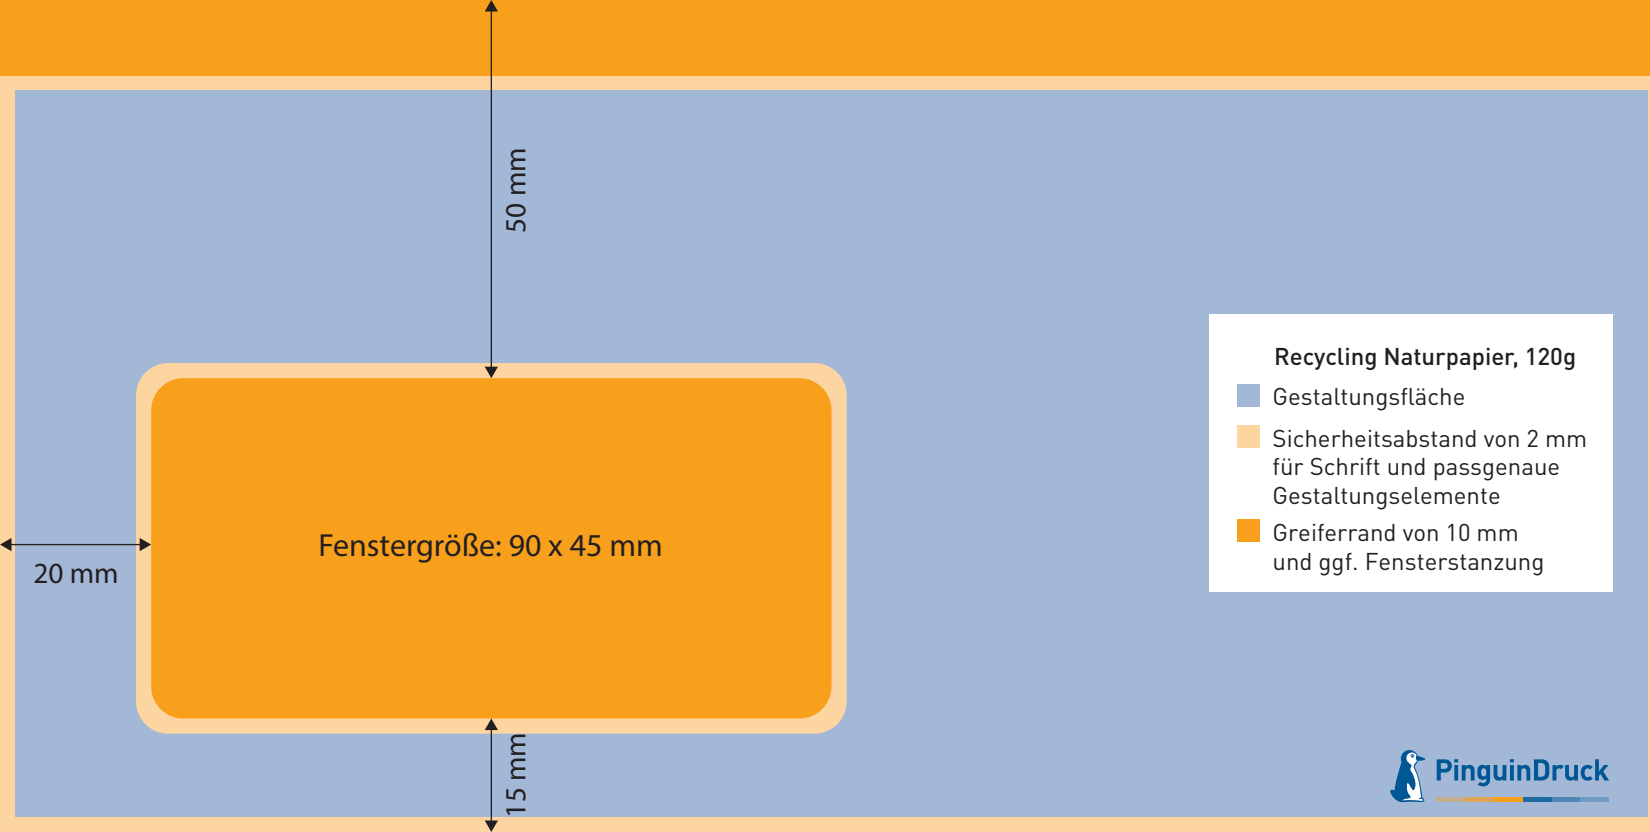 50 mm
Recycling Naturpapier, 120g
Gestaltungsfläche
Sicherheitsabstand von 2 mm
für Schrift und passgenaue
Gestaltungselemente
Greiferrand von 10 mm
und ggf. Fensterstanzung
Fenstergröße: 90 x 45 mm
20 mm
15 mm
PinguinDruck